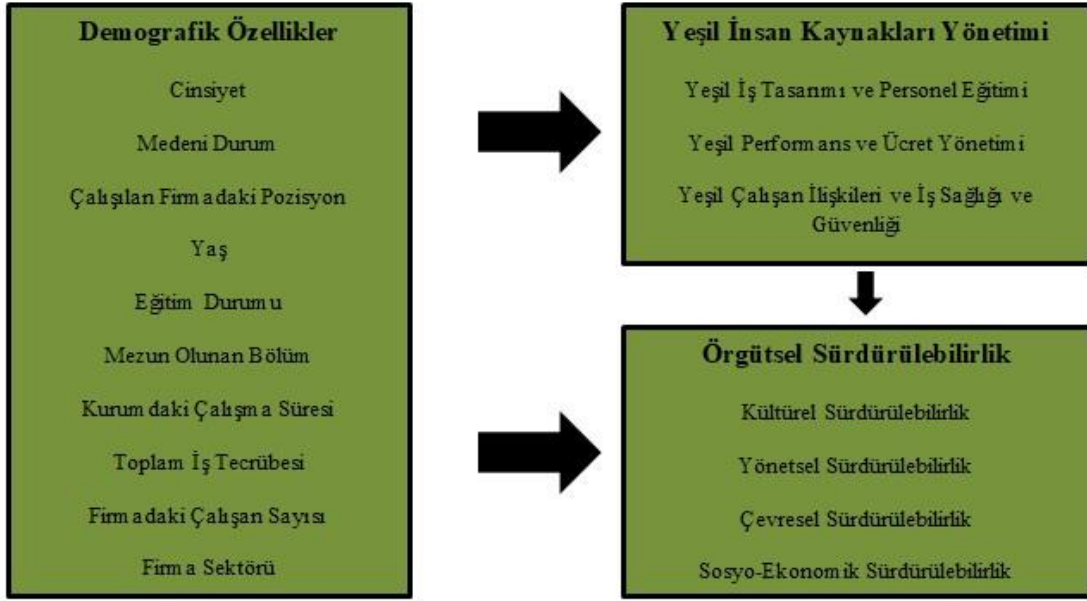 Demografik Özellikler
Cinsiyet
Medeni Durum
Çalışılan Firmadaki Pozisyon
Yaş
Eğitim Durumu
Mezun Olunan Bölüm
Kurumdaki Çalışma Süresi
Toplam İş Tecrübesi
Firmadaki Çalışan Sayısı
Firma Sektörü
Yeşil İnsan Kaynakları Yönetimi
Yeşil İş Tasarımı ve Personel Eğitimi
Yeşil Performans ve Ücret Yönetimi
Yeşil Çalışan İlişkileri ve İş Sağlığı ve
Güvenliği
Örgütsel Sürdürülebilirlik
Kültürel Sürdürülebilirlik
Yönetsel Sürdürülebilirlik
Çevresel Sürdürülebilirlik
Sosyo-Ekonomik Sürdürülebilirlik